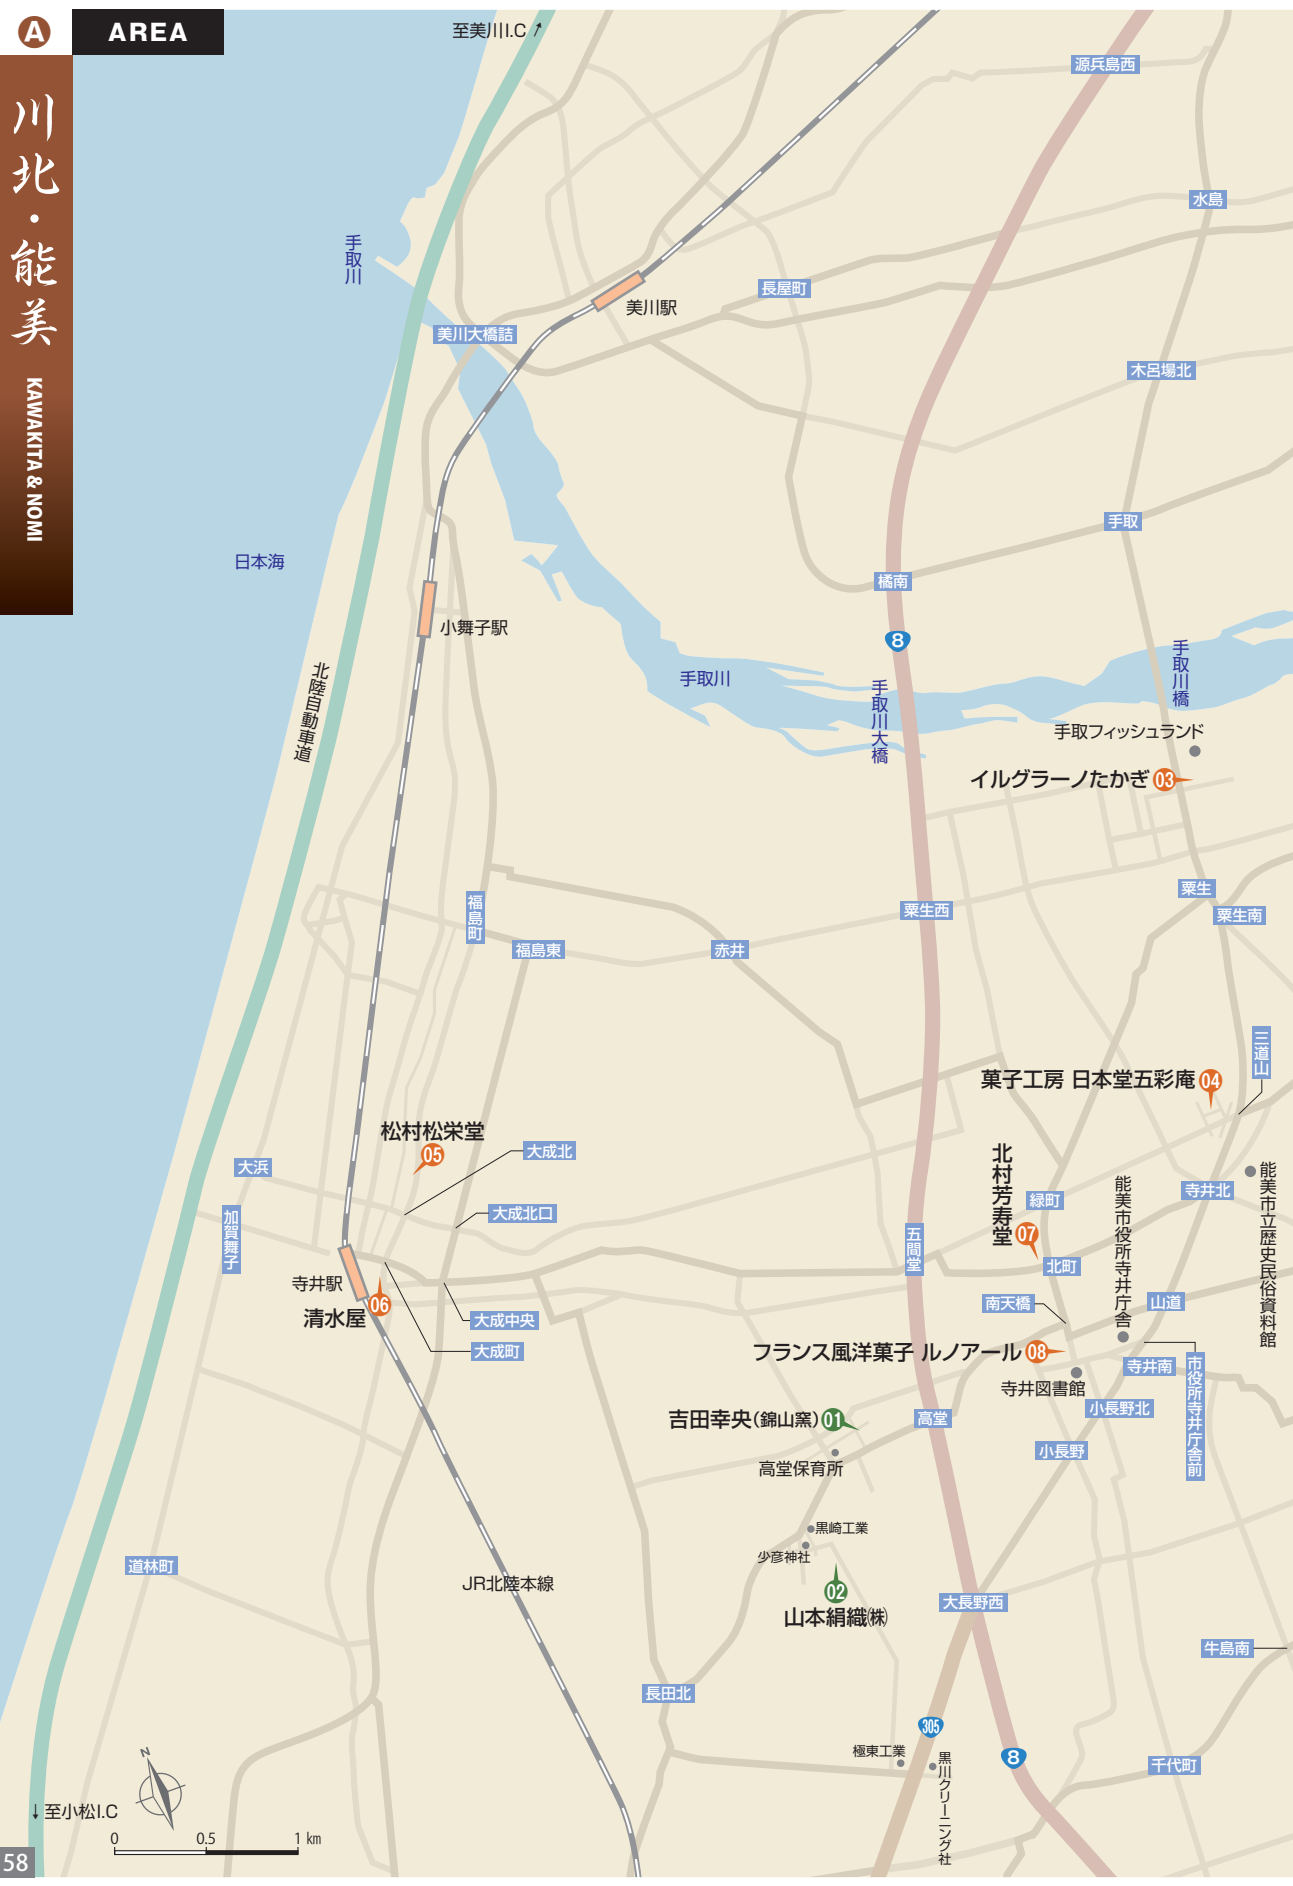 A
AREA
川北・能美
KAWAKITA & NOMI
至美川I.C
源兵島西
水島
手取川
長屋町
美川駅
美川大橋詰
木呂場北
手取
日本海
橘南
小舞子駅
8
手取川
手取川大橋
手取川橋
北陸自動車道
手取フィッシュランド
イルグラーノたかぎ 03
粟生
粟生西
粟生南
福島町
福島東
赤井
三道山
菓子工房 日本堂五彩庵 04
松村松栄堂
05
大成北
大浜
北村芳寿堂
07
能美市役所寺井庁舎
寺井北
能美市立歴史民俗資料館
緑町
大成北口
加賀舞子
五間堂
北町
寺井駅
清水屋 06
南天橋
山道
大成中央
大成町
フランス風洋菓子 ルノアール 08
寺井南
市役所寺井庁舎前
寺井図書館
小長野北
吉田幸央(錦山窯) 01
高堂
小長野
高堂保育所
黒崎工業
少彦神社
道林町
JR北陸本線
02
山本絹織㈱
大長野西
牛島南
長田北
305
極東工業
黒川クリーニング社
8
千代町
N
↓至小松I.C
0 0.5 1 km
58